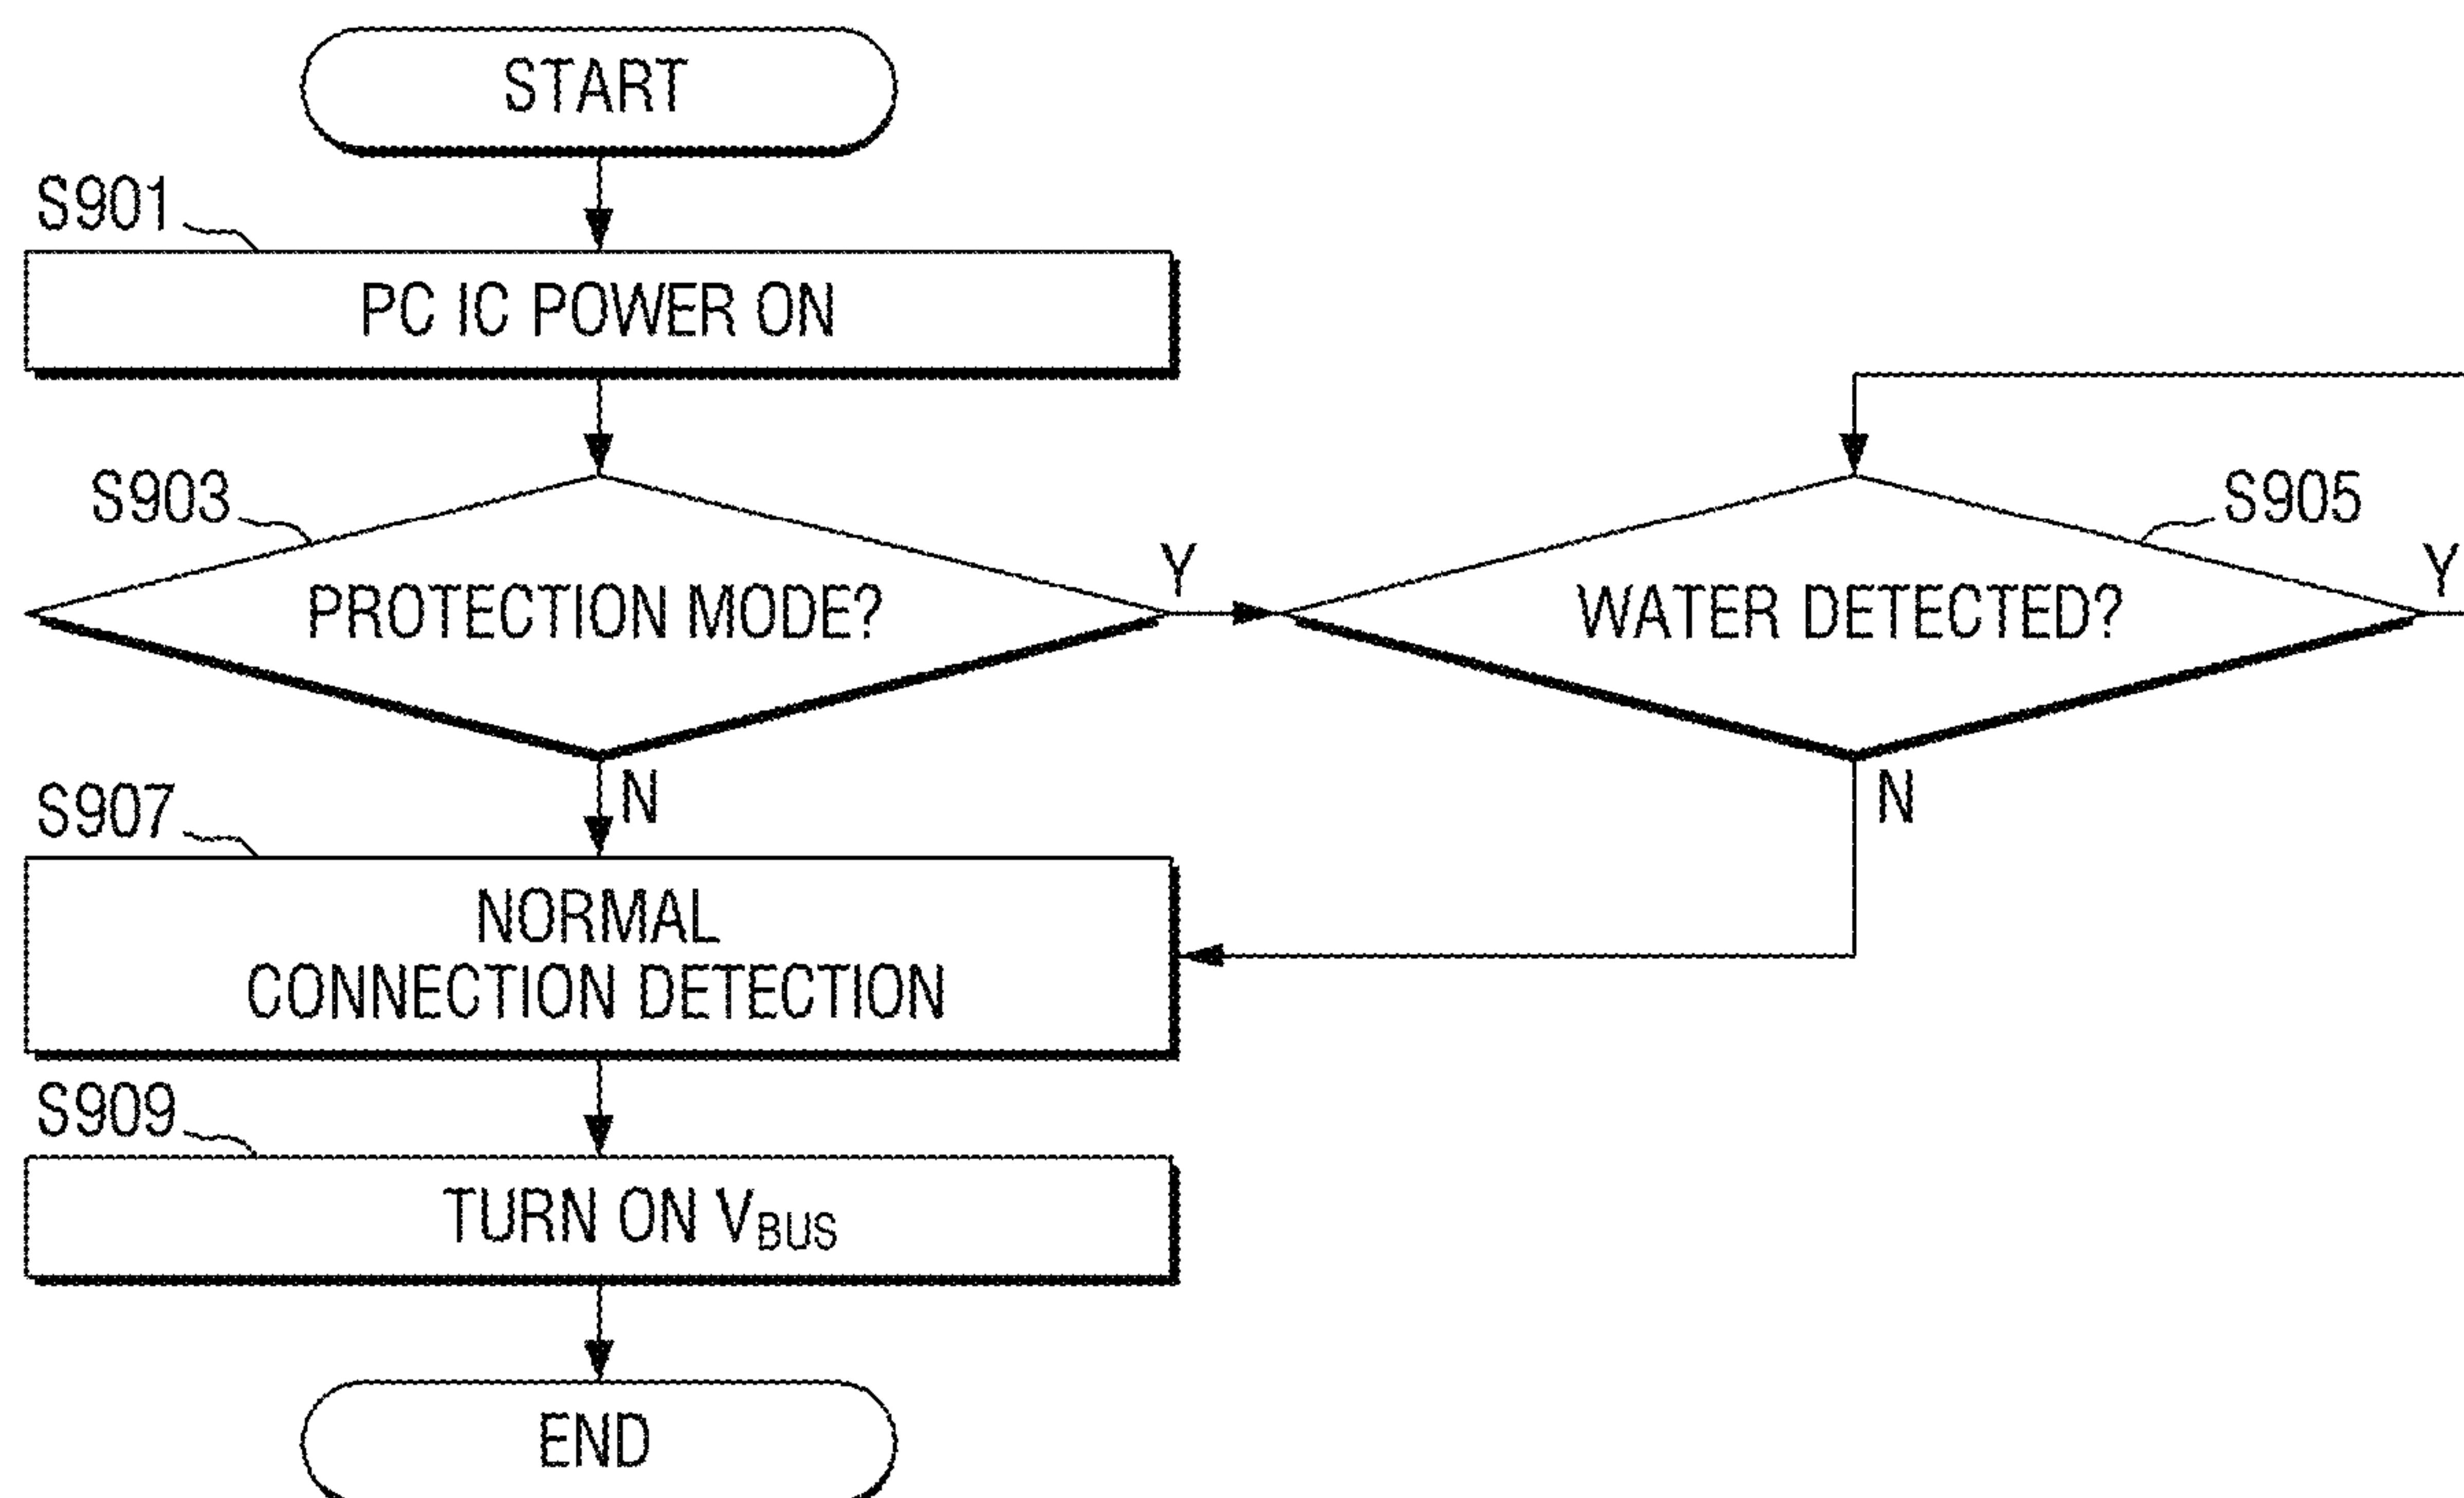 START
S901
PC IC POWER ON
S903
PROTECTION MODE?
Y
S905
WATER DETECTED?
Y
N
N
S907
NORMAL
CONNECTION DETECTION
S909
TURN ON VBUS
END